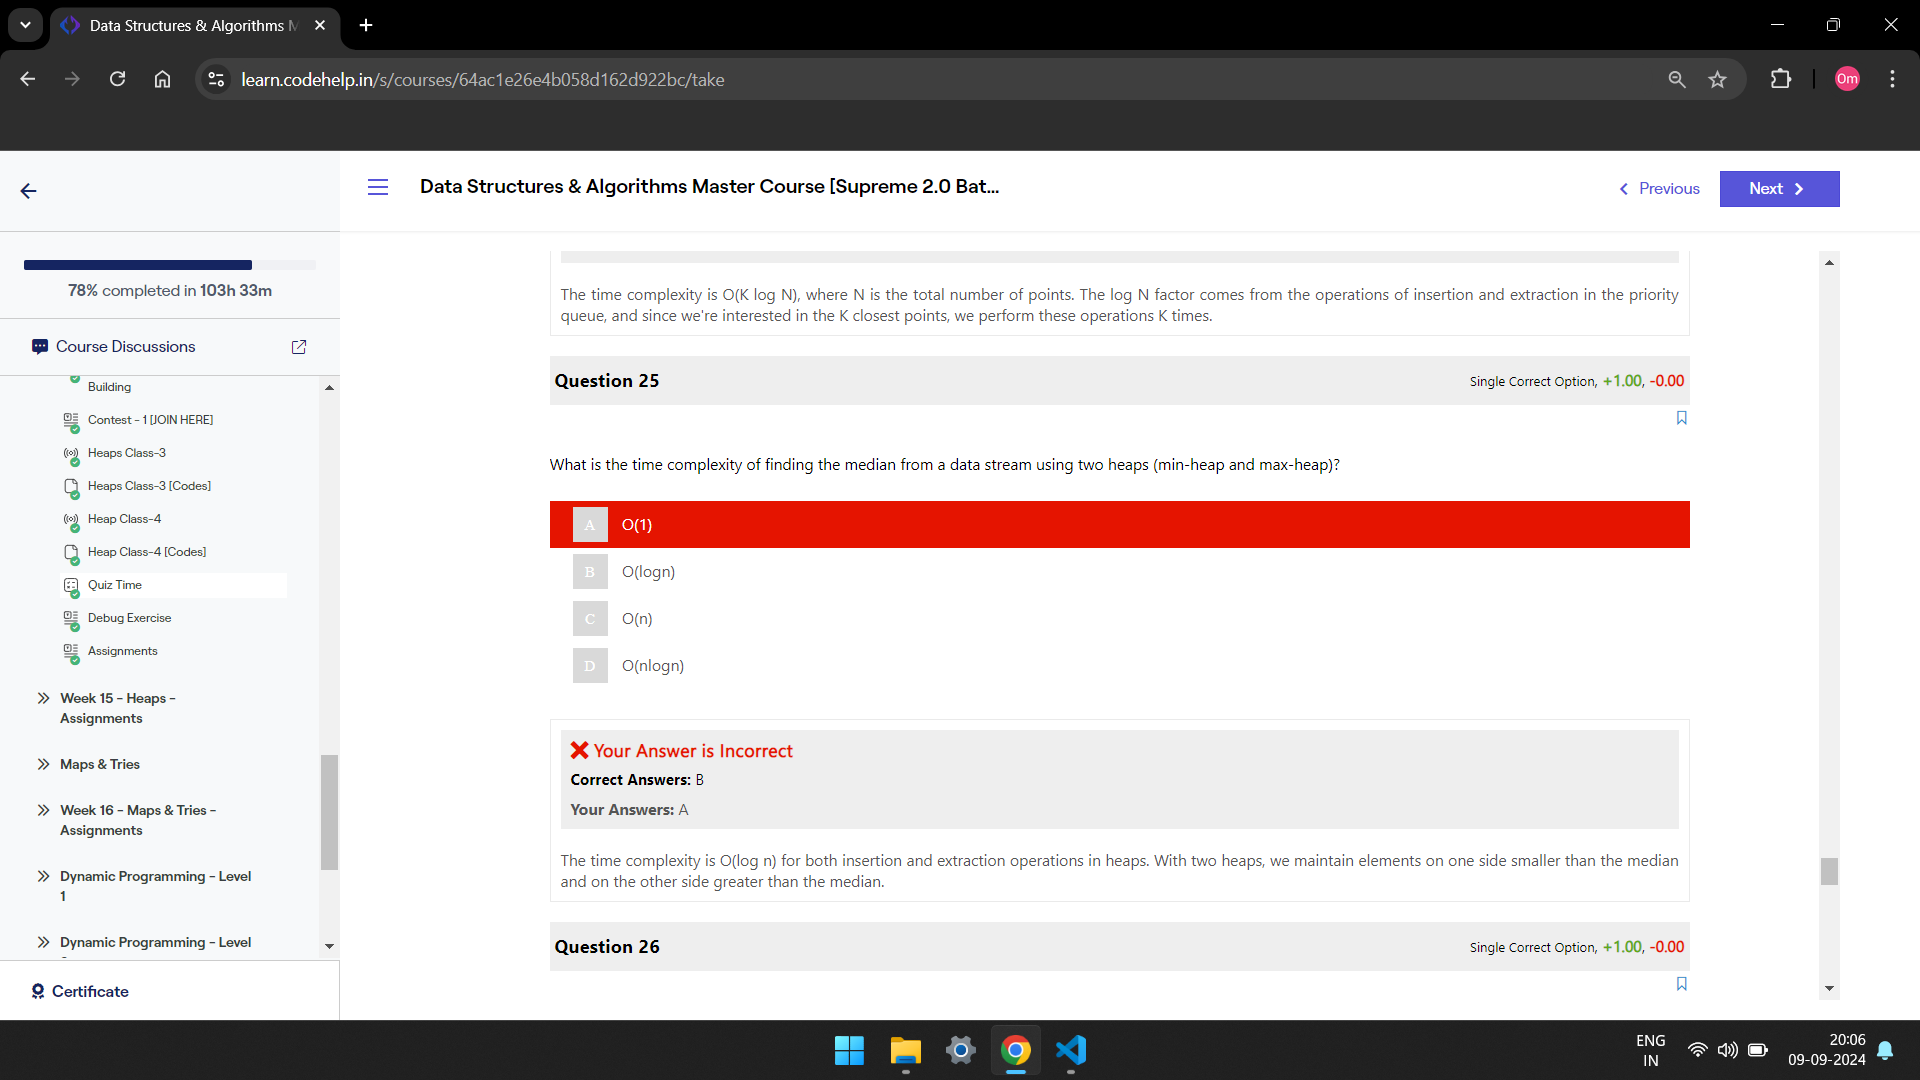 Data Structures & Algorithms M
learn.codehelp.in/s/courses/64ac1e26e4b058d162d922bc/take
Om
Data Structures & Algorithms Master Course [Supreme 2.0 Bat...
Previous
Next
78% completed in 103h 33m
Course Discussions
Building
Contest - 1 [JOIN HERE]
Heaps Class-3
Heaps Class-3 [Codes]
Heap Class-4
Heap Class-4 [Codes]
Quiz Time
Debug Exercise
Assignments
Week 15 - Heaps -
Assignments
Maps & Tries
Week 16 - Maps & Tries -
Assignments
Dynamic Programming - Level
1
Dynamic Programming - Level
Certificate
The time complexity is O(K log N), where N is the total number of points. The log N factor comes from the operations of insertion and extraction in the priority
queue, and since we're interested in the K closest points, we perform these operations K times.
Question 25
Single Correct Option, +1.00, -0.00
What is the time complexity of finding the median from a data stream using two heaps (min-heap and max-heap)?
A O(1)
B O(logn)
C O(n)
D O(nlogn)
Your Answer is Incorrect
Correct Answers: B
Your Answers: A
The time complexity is O(log n) for both insertion and extraction operations in heaps. With two heaps, we maintain elements on one side smaller than the median
and on the other side greater than the median.
Question 26
Single Correct Option, +1.00, -0.00
ENG
IN
20:06
09-09-2024